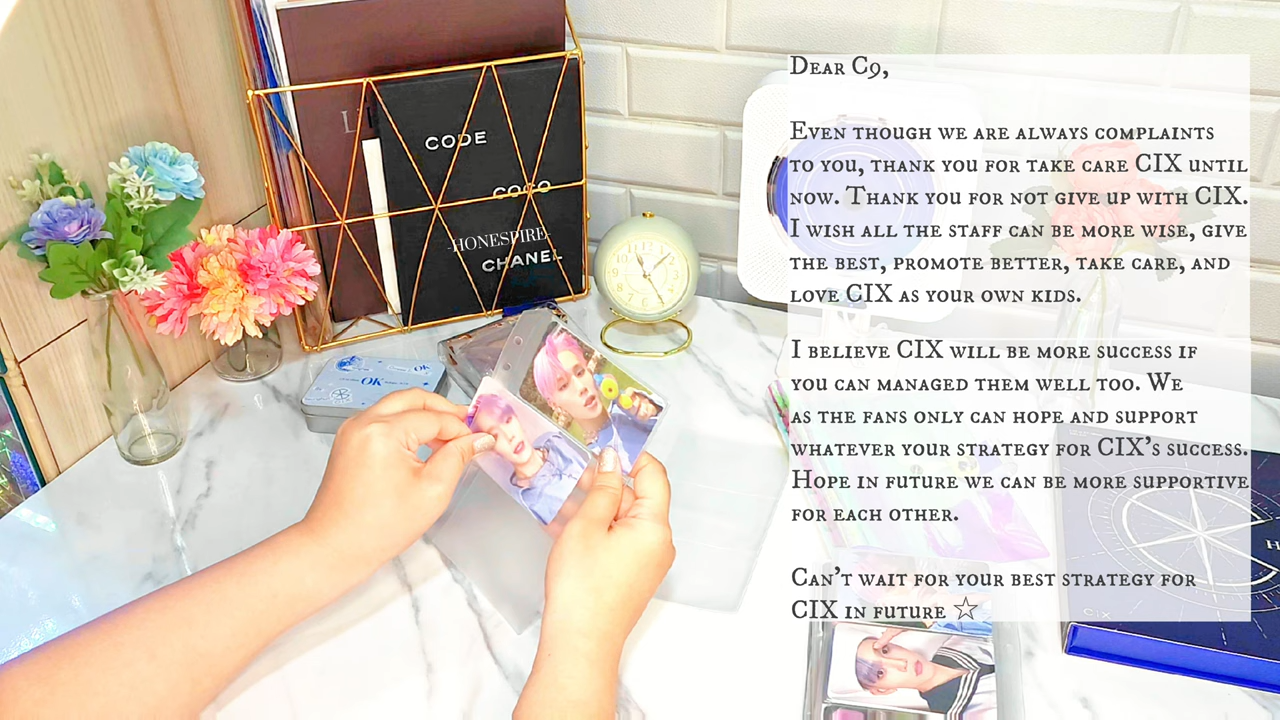 CODE
COCO
-HONESPIRE-
CHANEL
OK
OK
Dear C9,
Even though we are always complaints
to you, thank you for take care CIX until
now. Thank you for not give up with CIX.
I wish all the staff can be more wise, give
the best, promote better, take care, and
love CIX as your own kids.
I believe CIX will be more success if
you can managed them well too. We
as the fans only can hope and support
whatever your strategy for CIX's success.
Hope in future we can be more supportive
for each other.
Can't wait for your best strategy for
CIX in future ☆
CIX